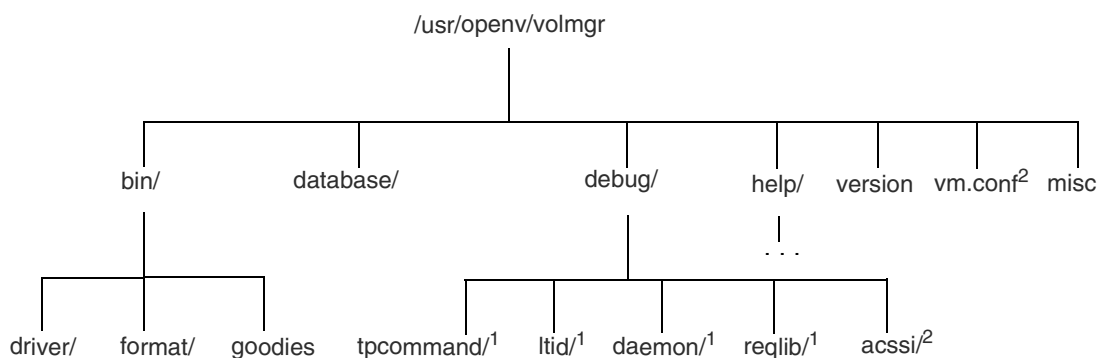 /usr/openv/volmgr
bin/ database/ debug/ help/ version vm.conf2 misc
. . .
driver/ format/ goodies tpcommand/1 ltid/1 daemon/1 reqlib/1 acssi/2